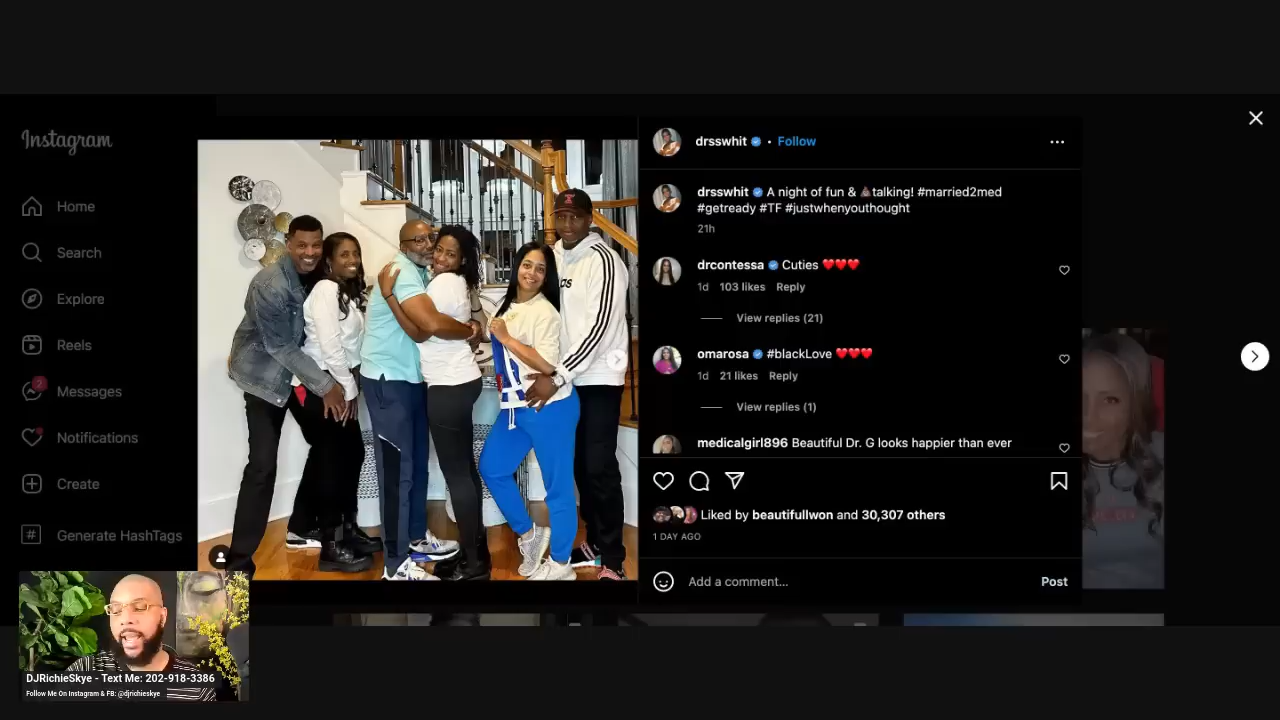 Instagram
Home
Search
Explore
Reels
2
Messages
Notifications
Create
Generate HashTags
drsswhit • Follow
drsswhit A night of fun & 💩talking! #married2med
#getready #TF #justwhenyouthought
21h
drcontessa Cuties ❤️❤️❤️
1d 103 likes Reply
View replies (21)
omarosa #blackLove ❤️❤️❤️
1d 21 likes Reply
View replies (1)
medicalgirl896 Beautiful Dr. G looks happier than ever
Liked by beautifullwon and 30,307 others
1 DAY AGO
Add a comment...
Post
DJRichieSkye - Text Me: 202-918-3386
Follow Me On Instagram & FB: @djrichieskye